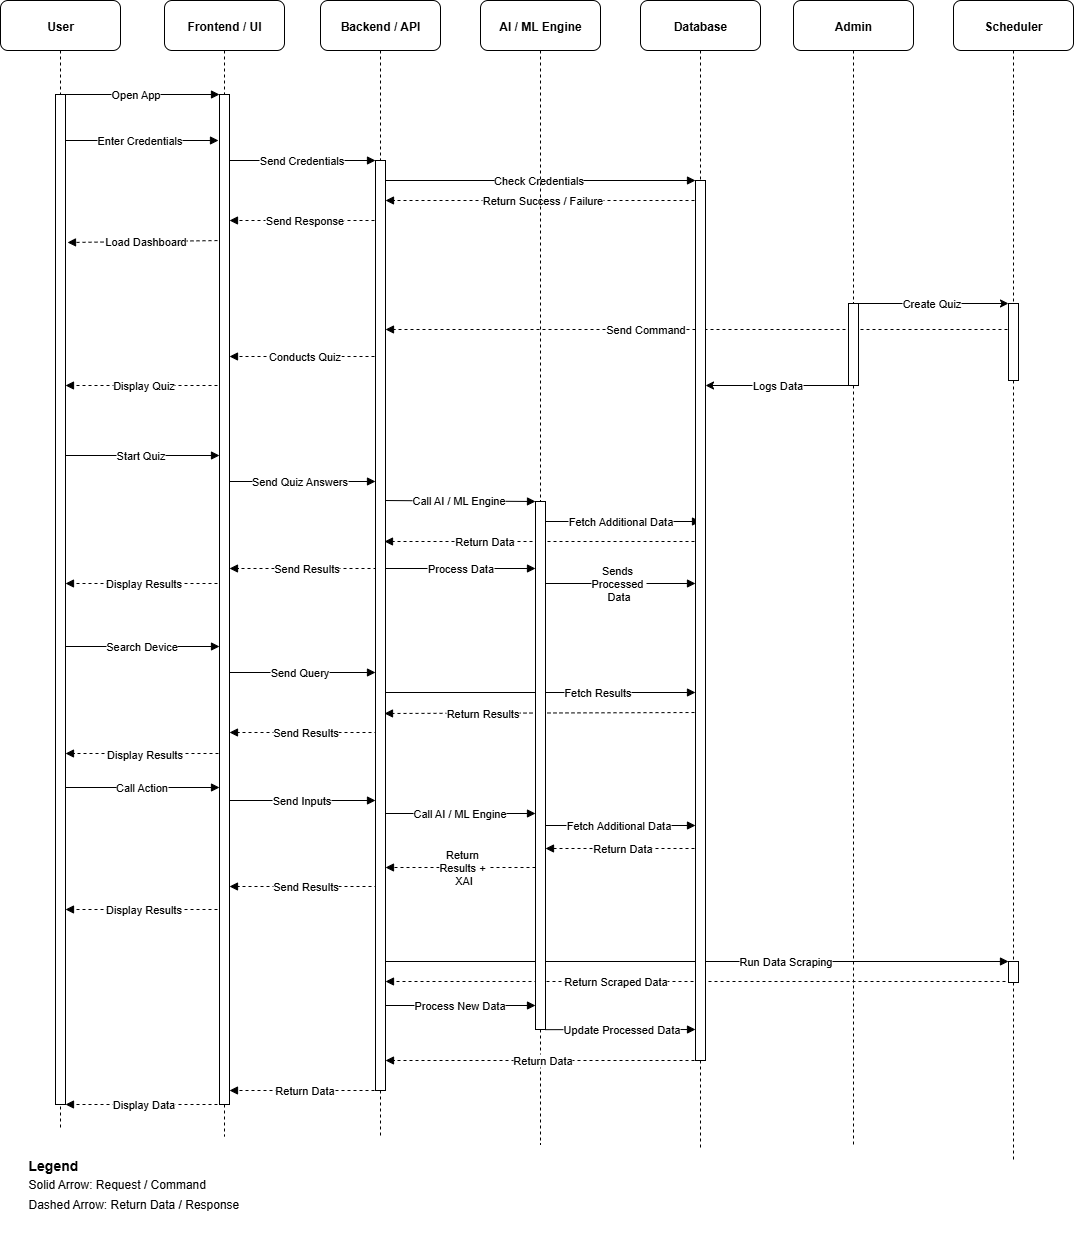 User
Frontend / UI
Backend / API
AI / ML Engine
Database
Admin
Scheduler
Open App
Enter Credentials
Send Credentials
Check Credentials
Return Success / Failure
Send Response
Load Dashboard
Create Quiz
Send Command
Conducts Quiz
Display Quiz
Logs Data
Start Quiz
Send Quiz Answers
Call AI / ML Engine
Fetch Additional Data
Return Data
Send Results
Process Data
Sends
Processed
Data
Display Results
Search Device
Send Query
Fetch Results
Return Results
Send Results
Display Results
Call Action
Send Inputs
Call AI / ML Engine
Fetch Additional Data
Return Data
Return
Results +
XAI
Send Results
Display Results
Run Data Scraping
Return Scraped Data
Process New Data
Update Processed Data
Return Data
Return Data
Display Data
Legend
Solid Arrow: Request / Command
Dashed Arrow: Return Data / Response